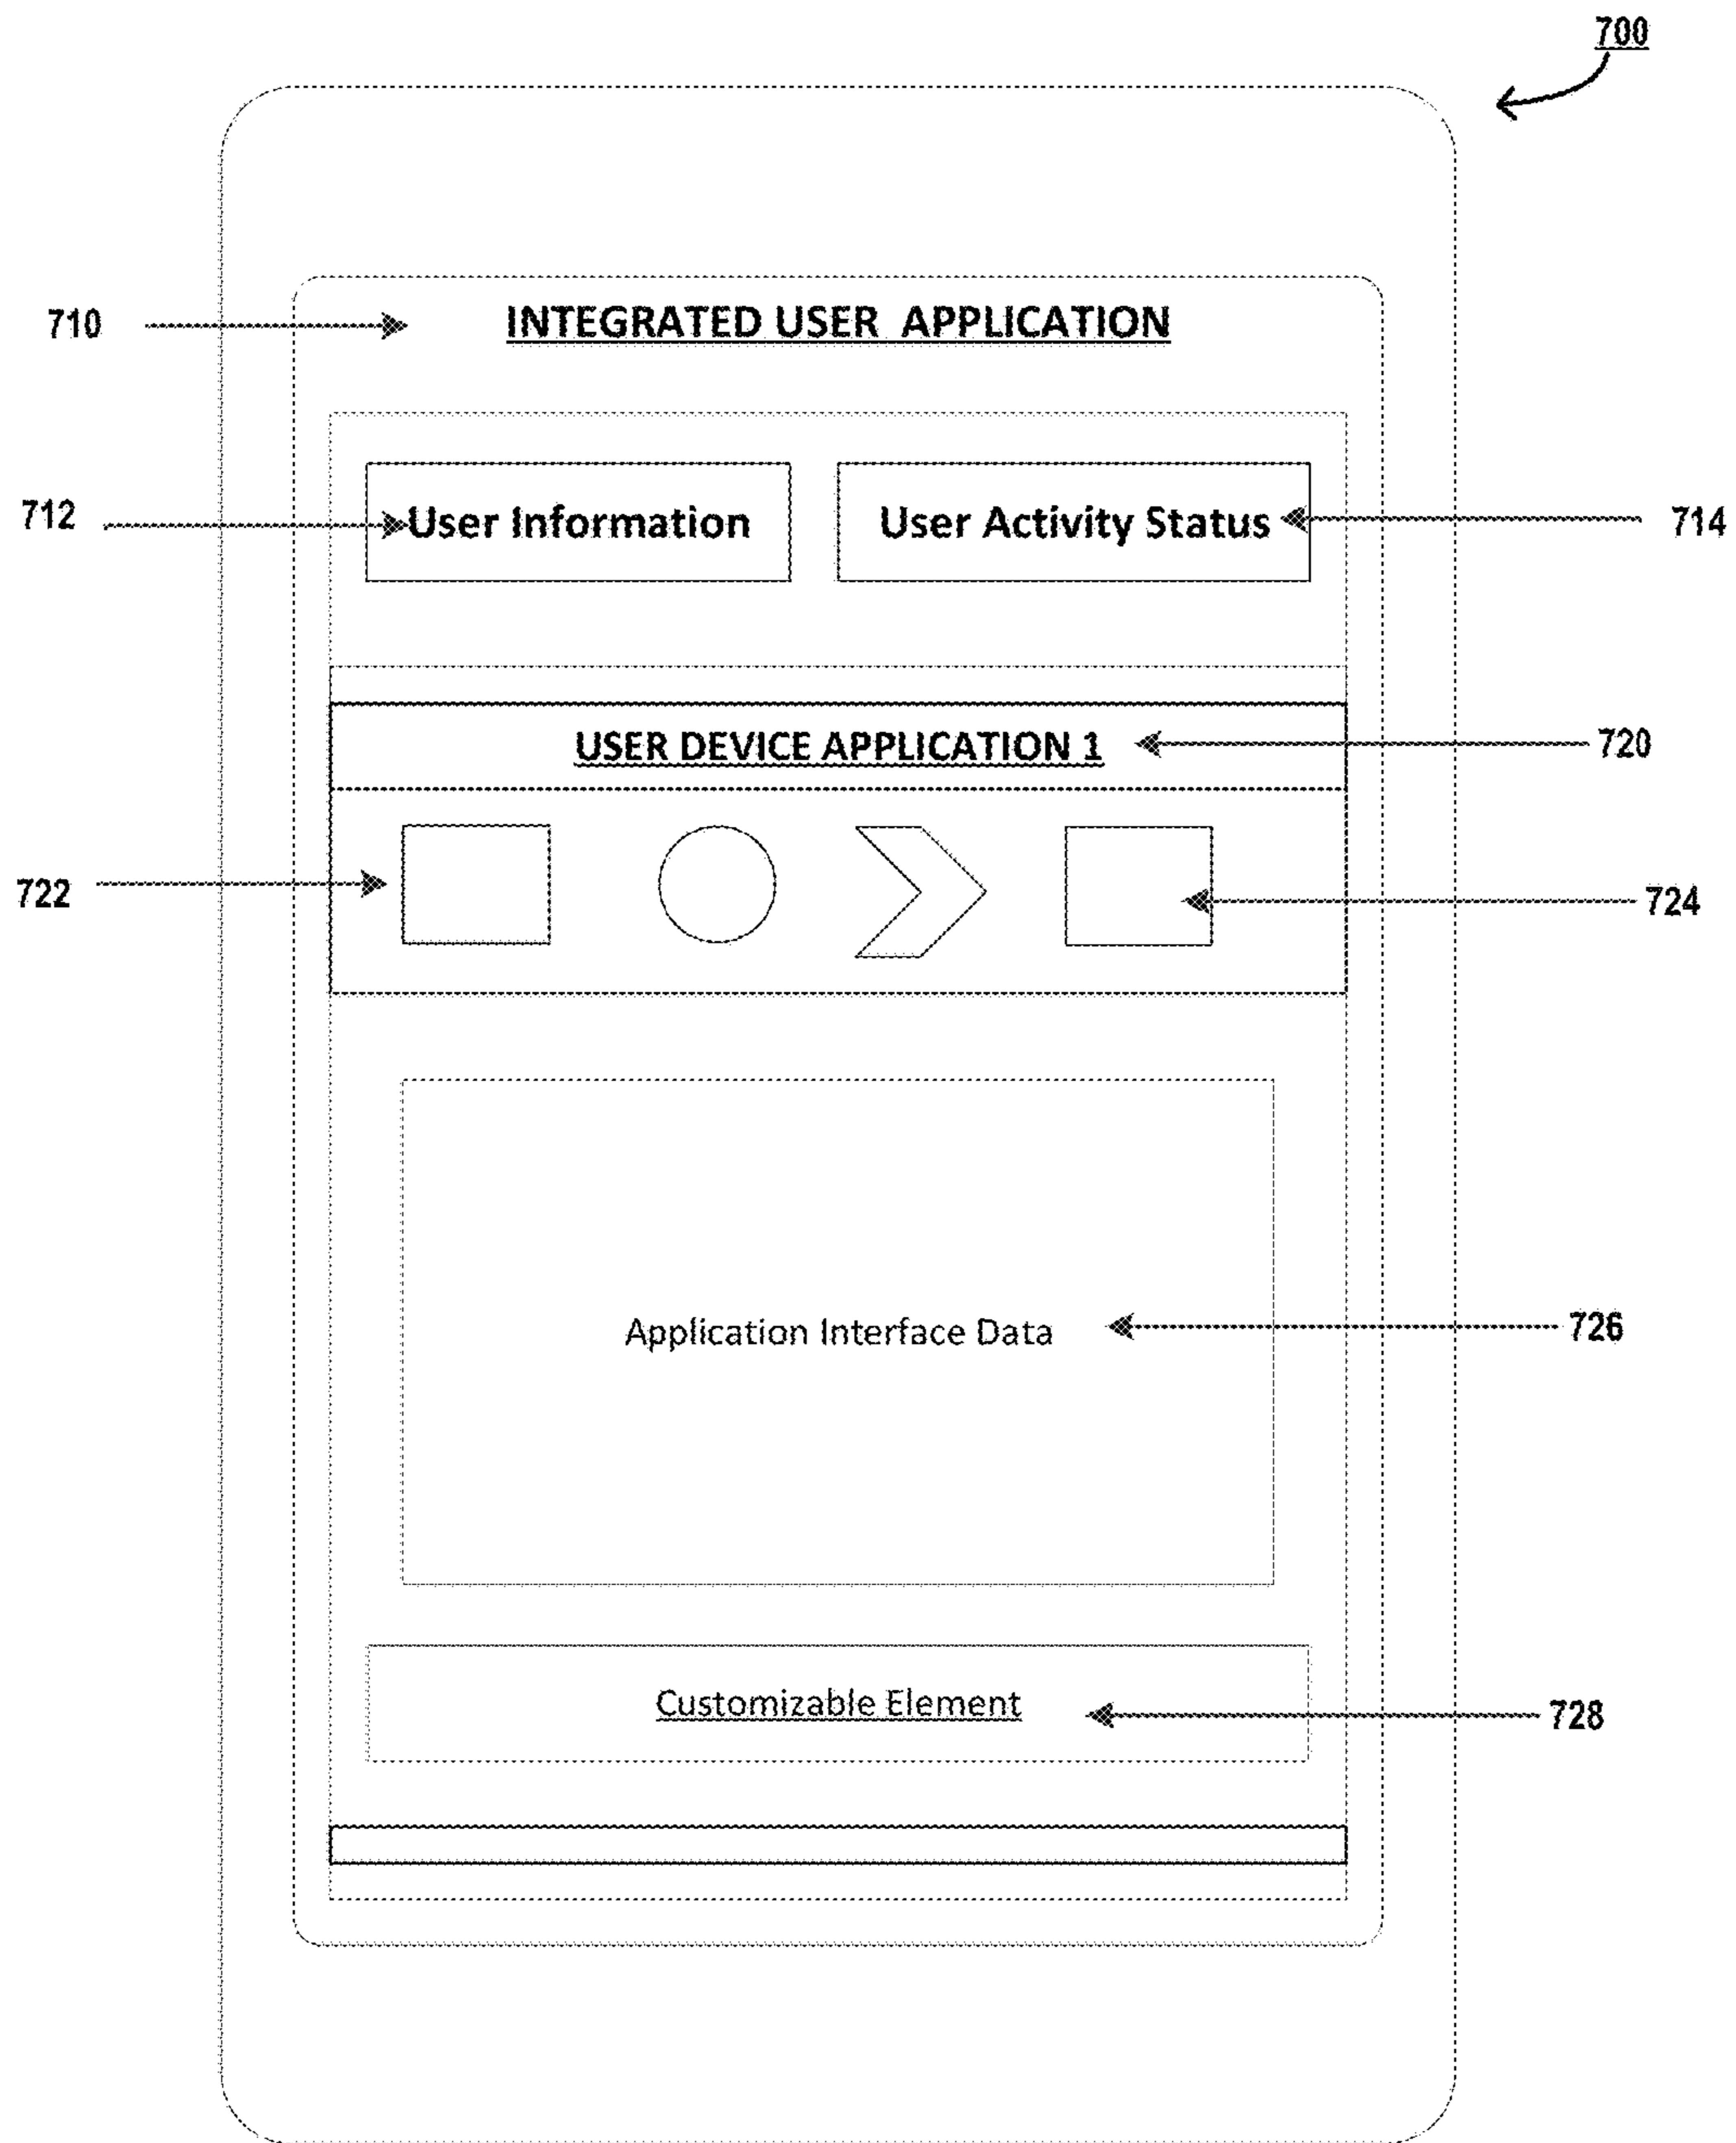 700
710 INTEGRATED USER APPLICATION
712 User Information User Activity Status 714
USER DEVICE APPLICATION 1 720
722 724
Application Interface Data 726
Customizable Element 728